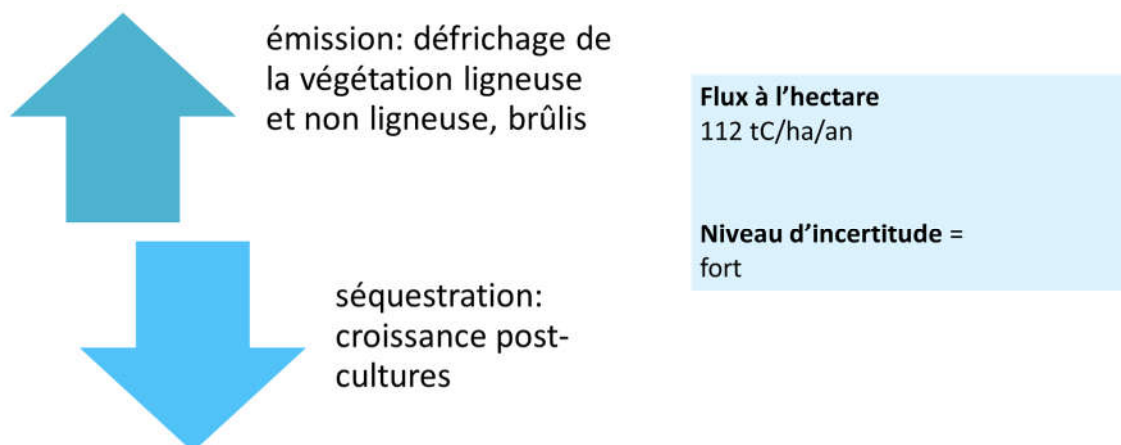 émission: défrichage de
la végétation ligneuse
et non ligneuse, brûlis
Flux à l’hectare
112 tC/ha/an
Niveau d’incertitude =
fort
séquestration:
croissance post-
cultures